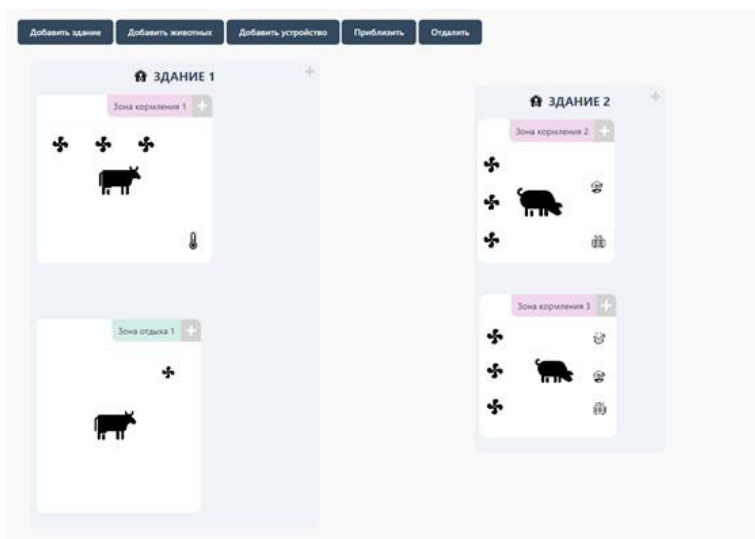 Добавить здание
Добавить животных
Добавить устройство
Приблизить
Отдалить
ЗДАНИЕ 1
Зона кормления 1
Зона отдыха 1
ЗДАНИЕ 2
Зона кормления 2
Зона кормления 3